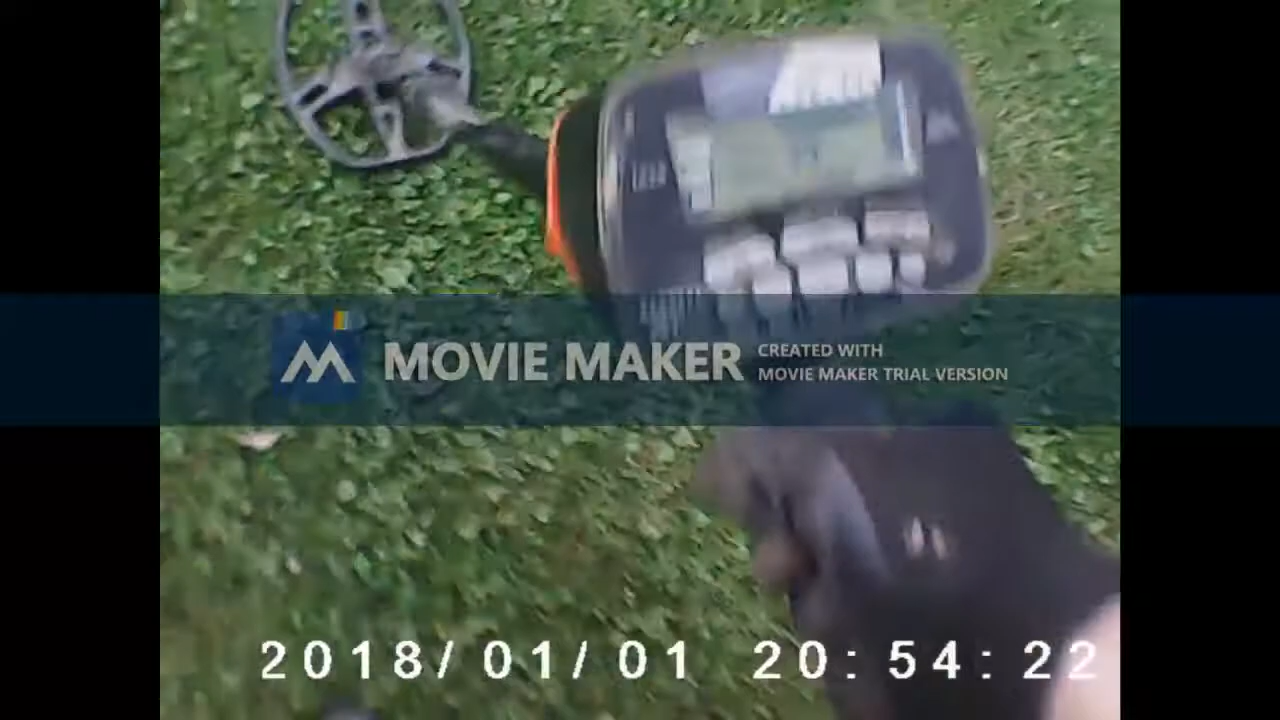 MOVIE MAKER
CREATED WITH
MOVIE MAKER TRIAL VERSION
2018/01/01 20:54:22